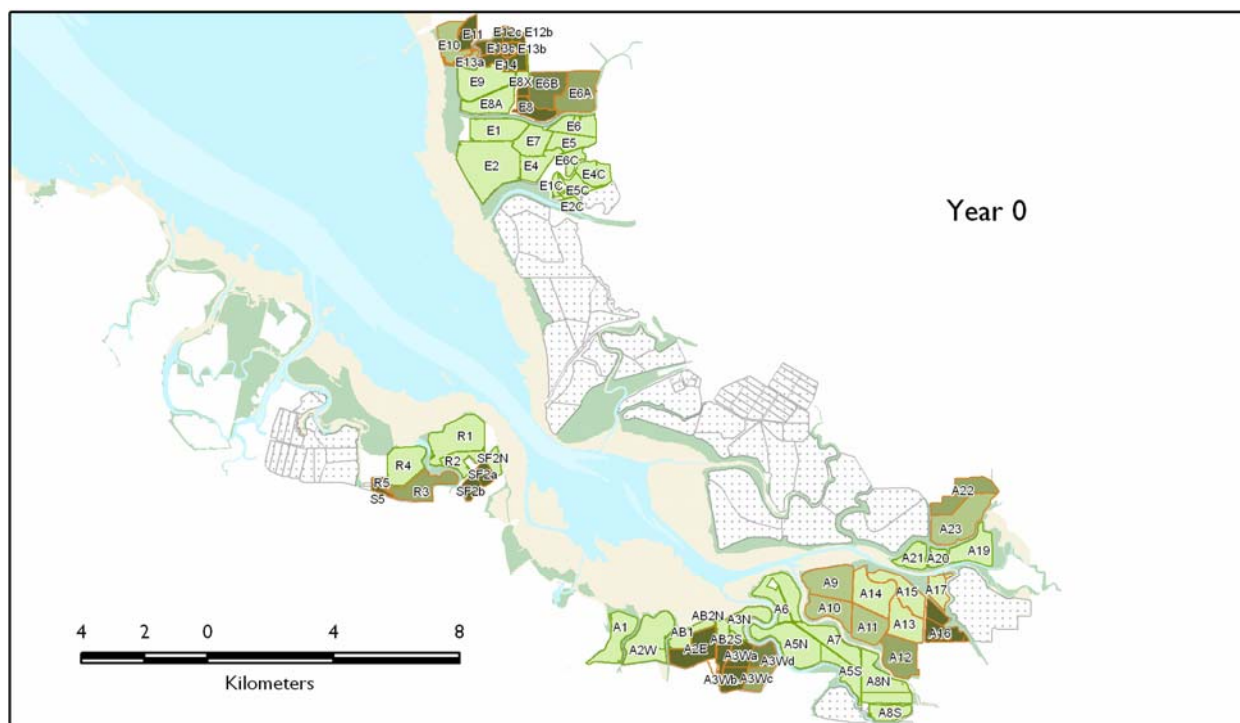 E11
E12c
E12b
E10
E13c
E13b
E13a
E14
E9
E8X
E6B
E6A
E8A
E8
E1
E6
E7
E5
E6C
E2
E4
E4C
E1C
E5C
E2C
Year 0
R1
R2
SF2N
R4
SF2a
R5
R3
SF2b
S5
A22
A23
A19
A21
A20
A9
A14
A15
A17
A6
A10
AB2N
A3N
A11
A13
A16
A1
AB1
AB2S
A2W
A2E
A5N
A7
A3Wa
A3Wd
A12
A5S
A3Wb
A3Wc
A8N
A8S
4 2 0 4 8
Kilometers